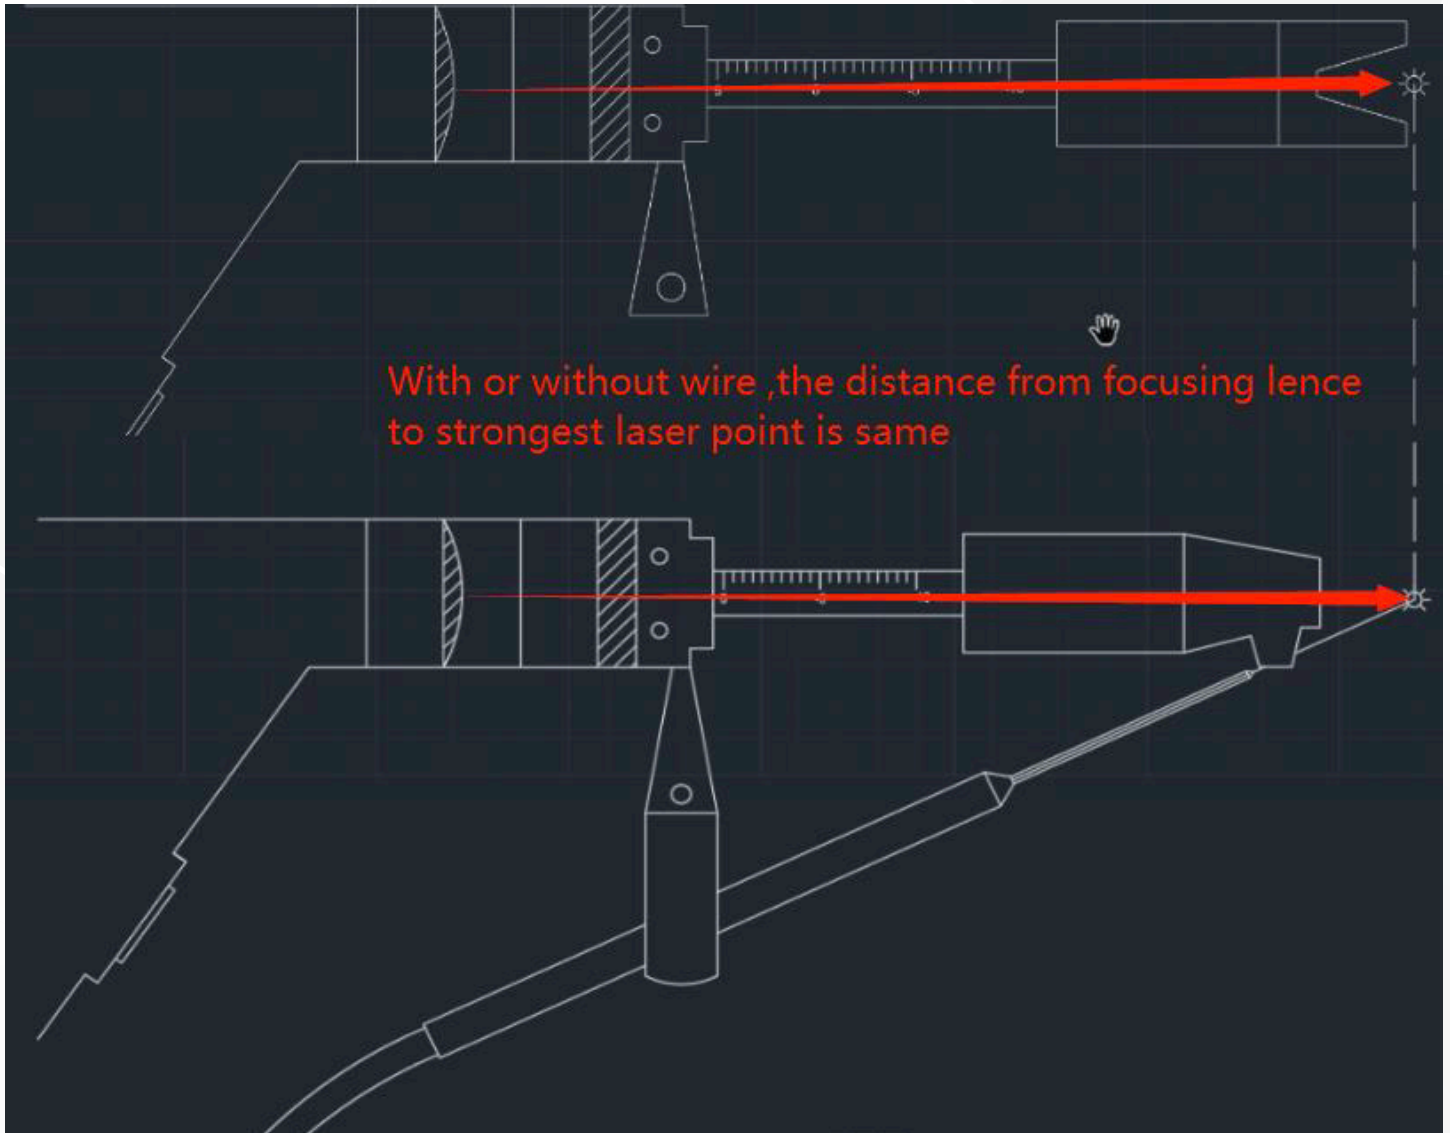 With or without wire ,the distance from focusing lence
to strongest laser point is same